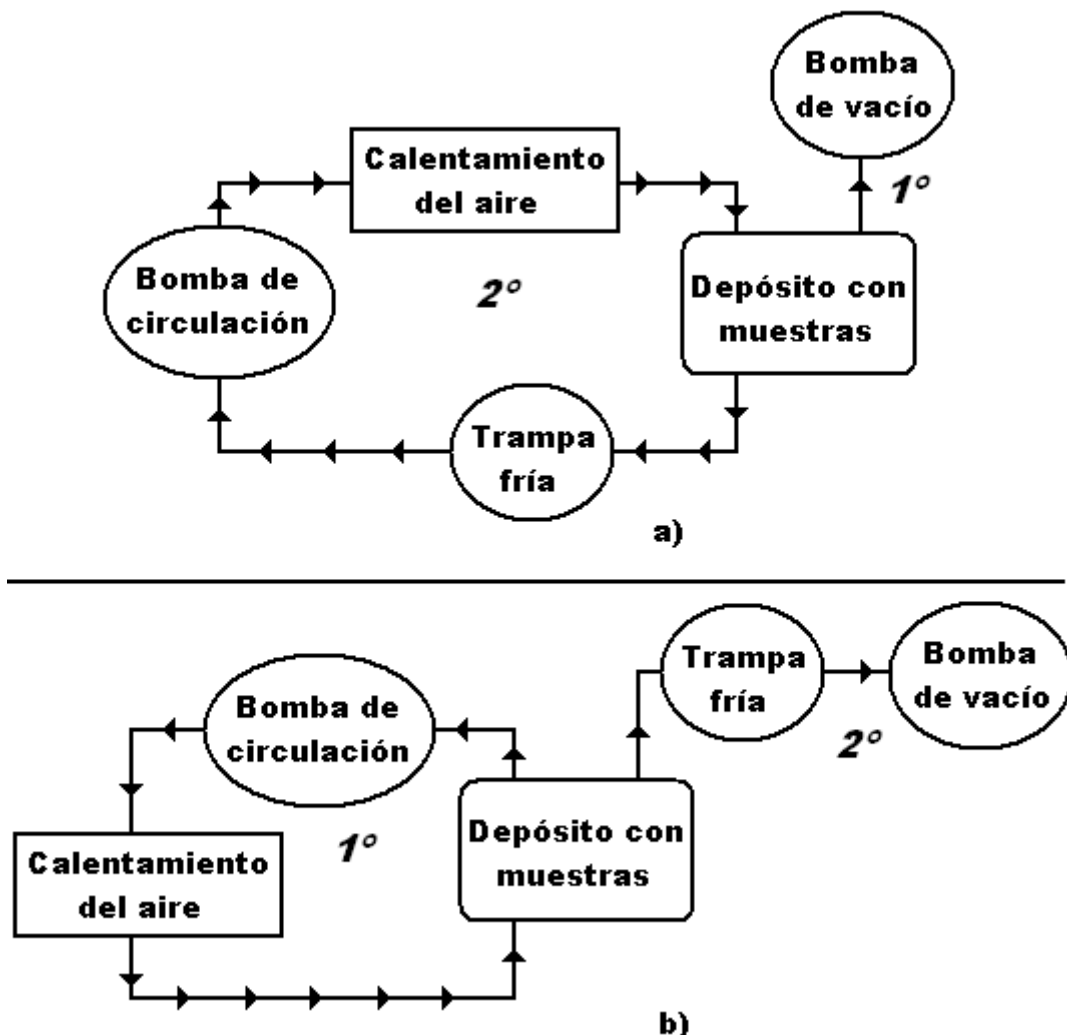 Bomba
de vacío
1°
Calentamiento
del aire
Bomba de
circulación
2°
Depósito con
muestras
Trampa
fría
a)
Trampa
fría
Bomba
de vacío
2°
Bomba de
circulación
1°
Depósito con
muestras
Calentamiento
del aire
b)